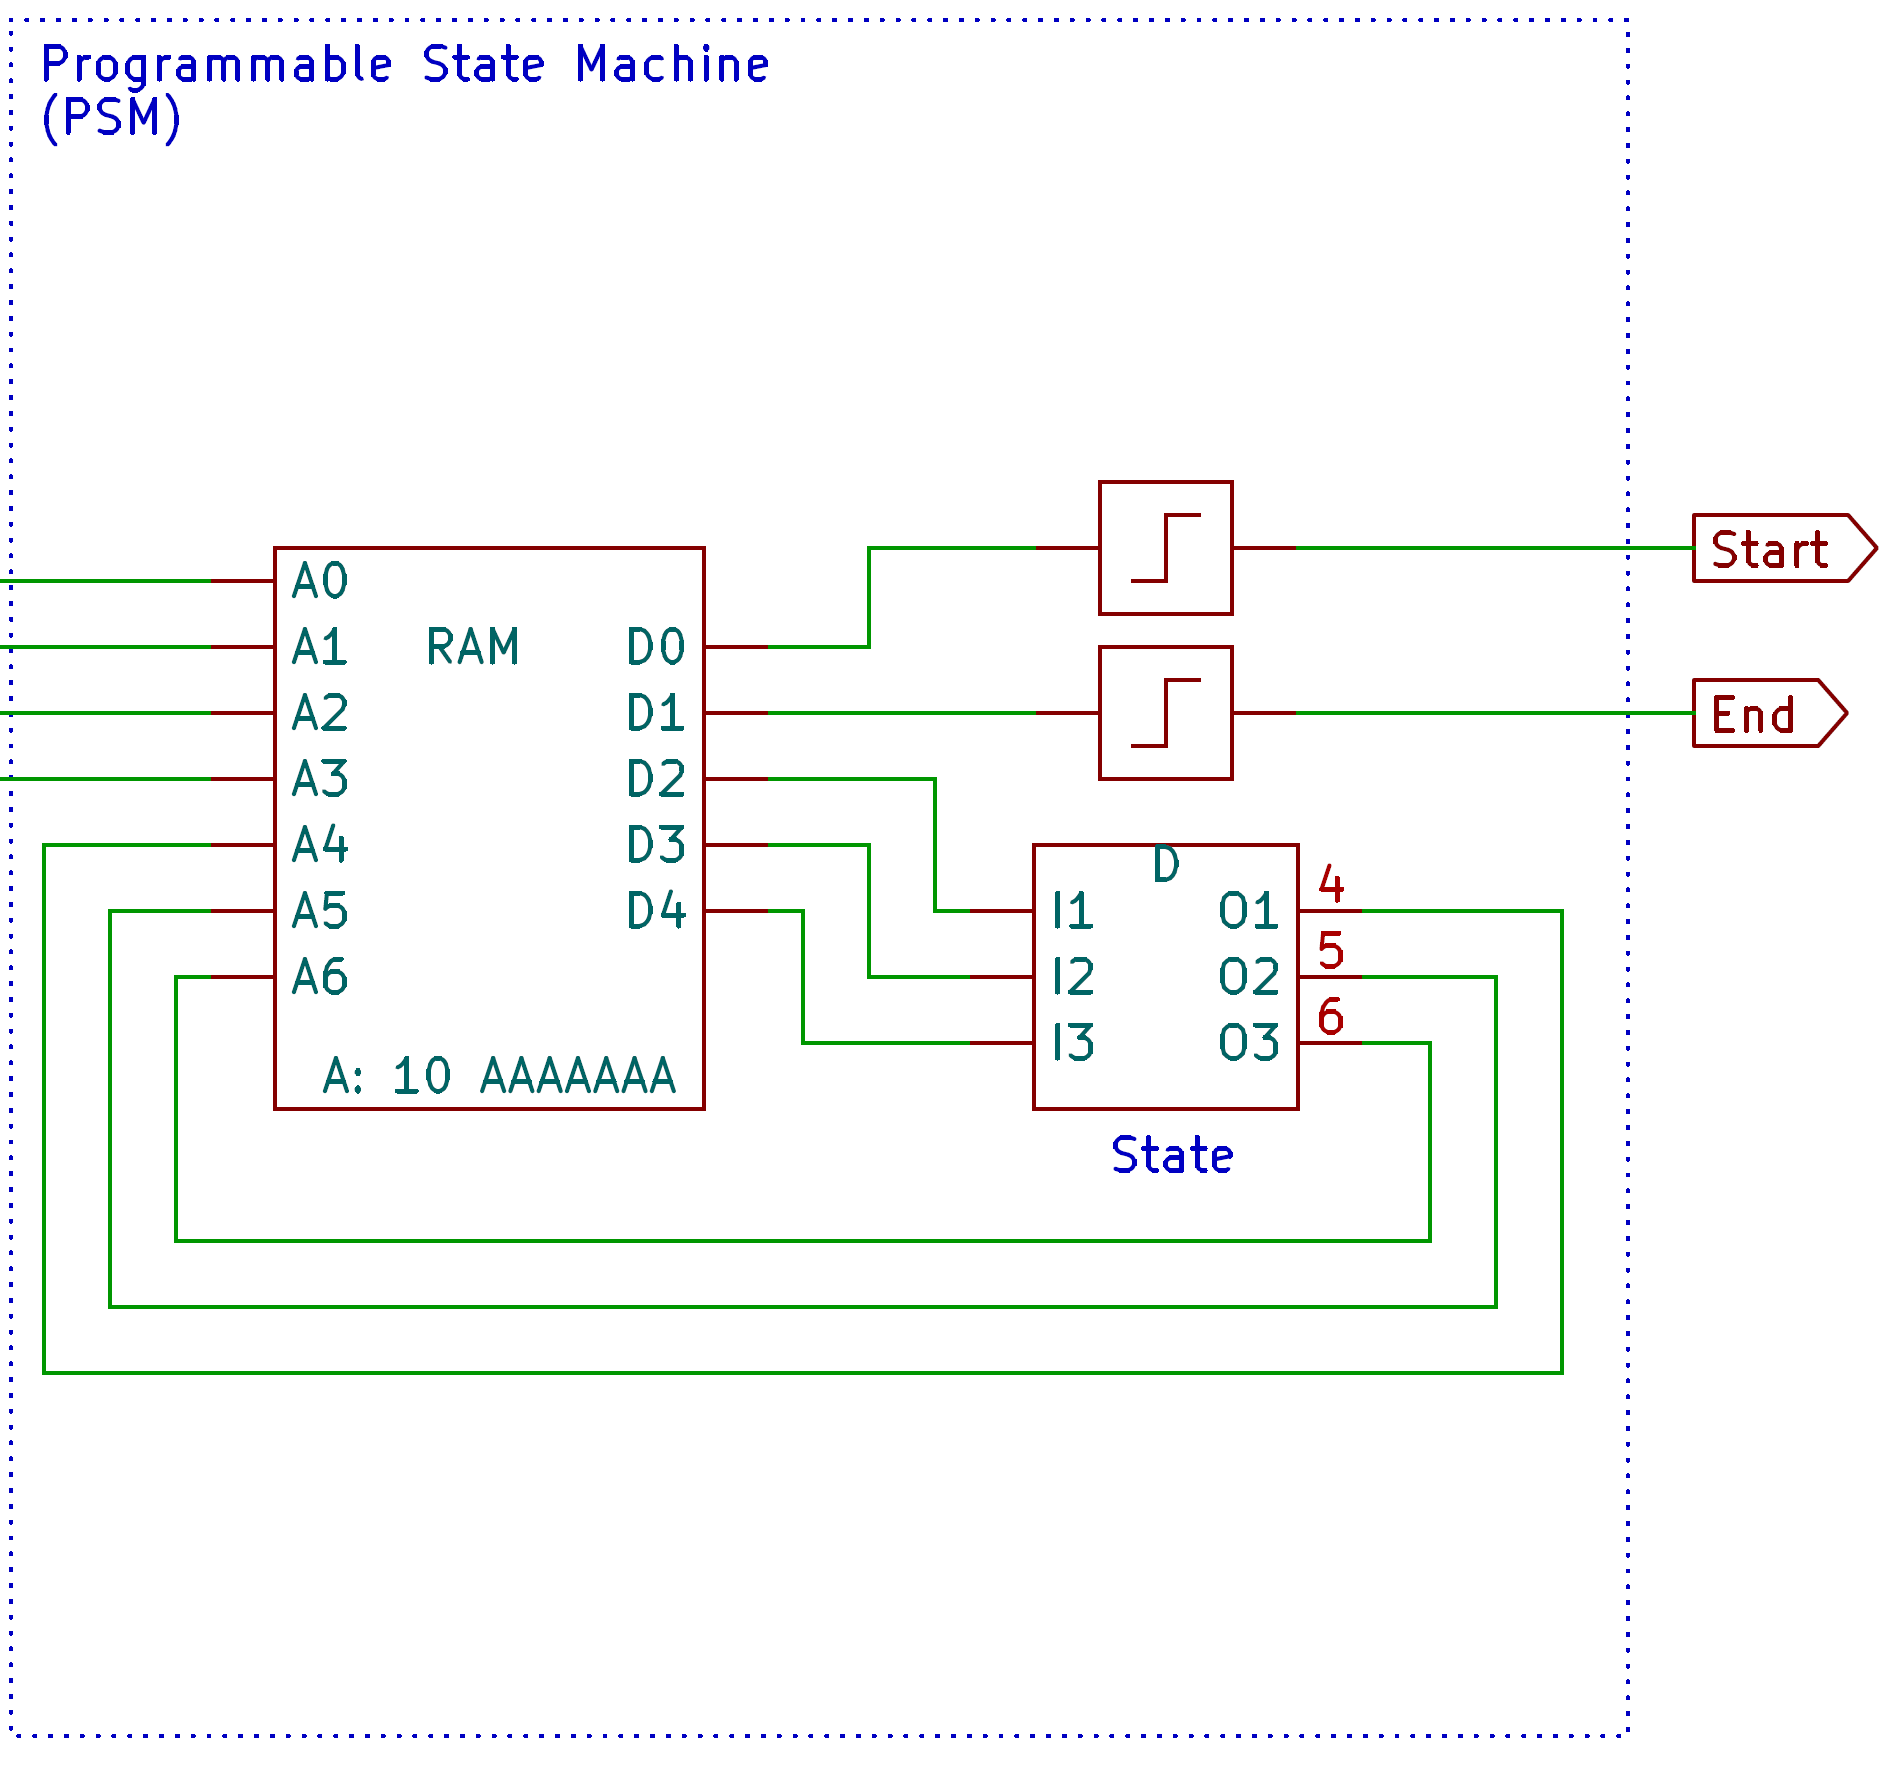 Programmable State Machine
(PSM)
Start
A0
A1 RAM D0
A2 D1
End
A3 D2
A4 D3
D
4
A5 D4
I1 O1
5
A6
I2 O2
6
I3 O3
A: 10 AAAAAAA
State